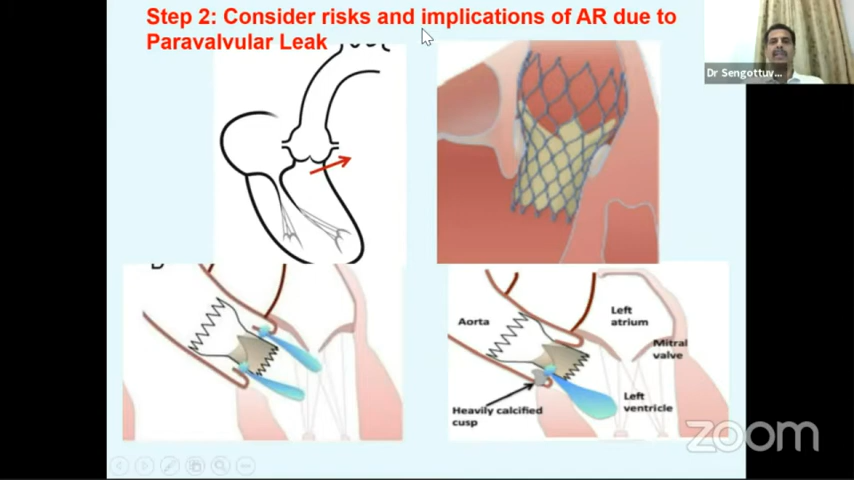 Step 2: Consider risks and implications of AR due to
Paravalvular Leak
Dr Sengottuv...
Aorta
Left
atrium
Mitral
valve
Left
ventricle
Heavily calcified
cusp
zoom